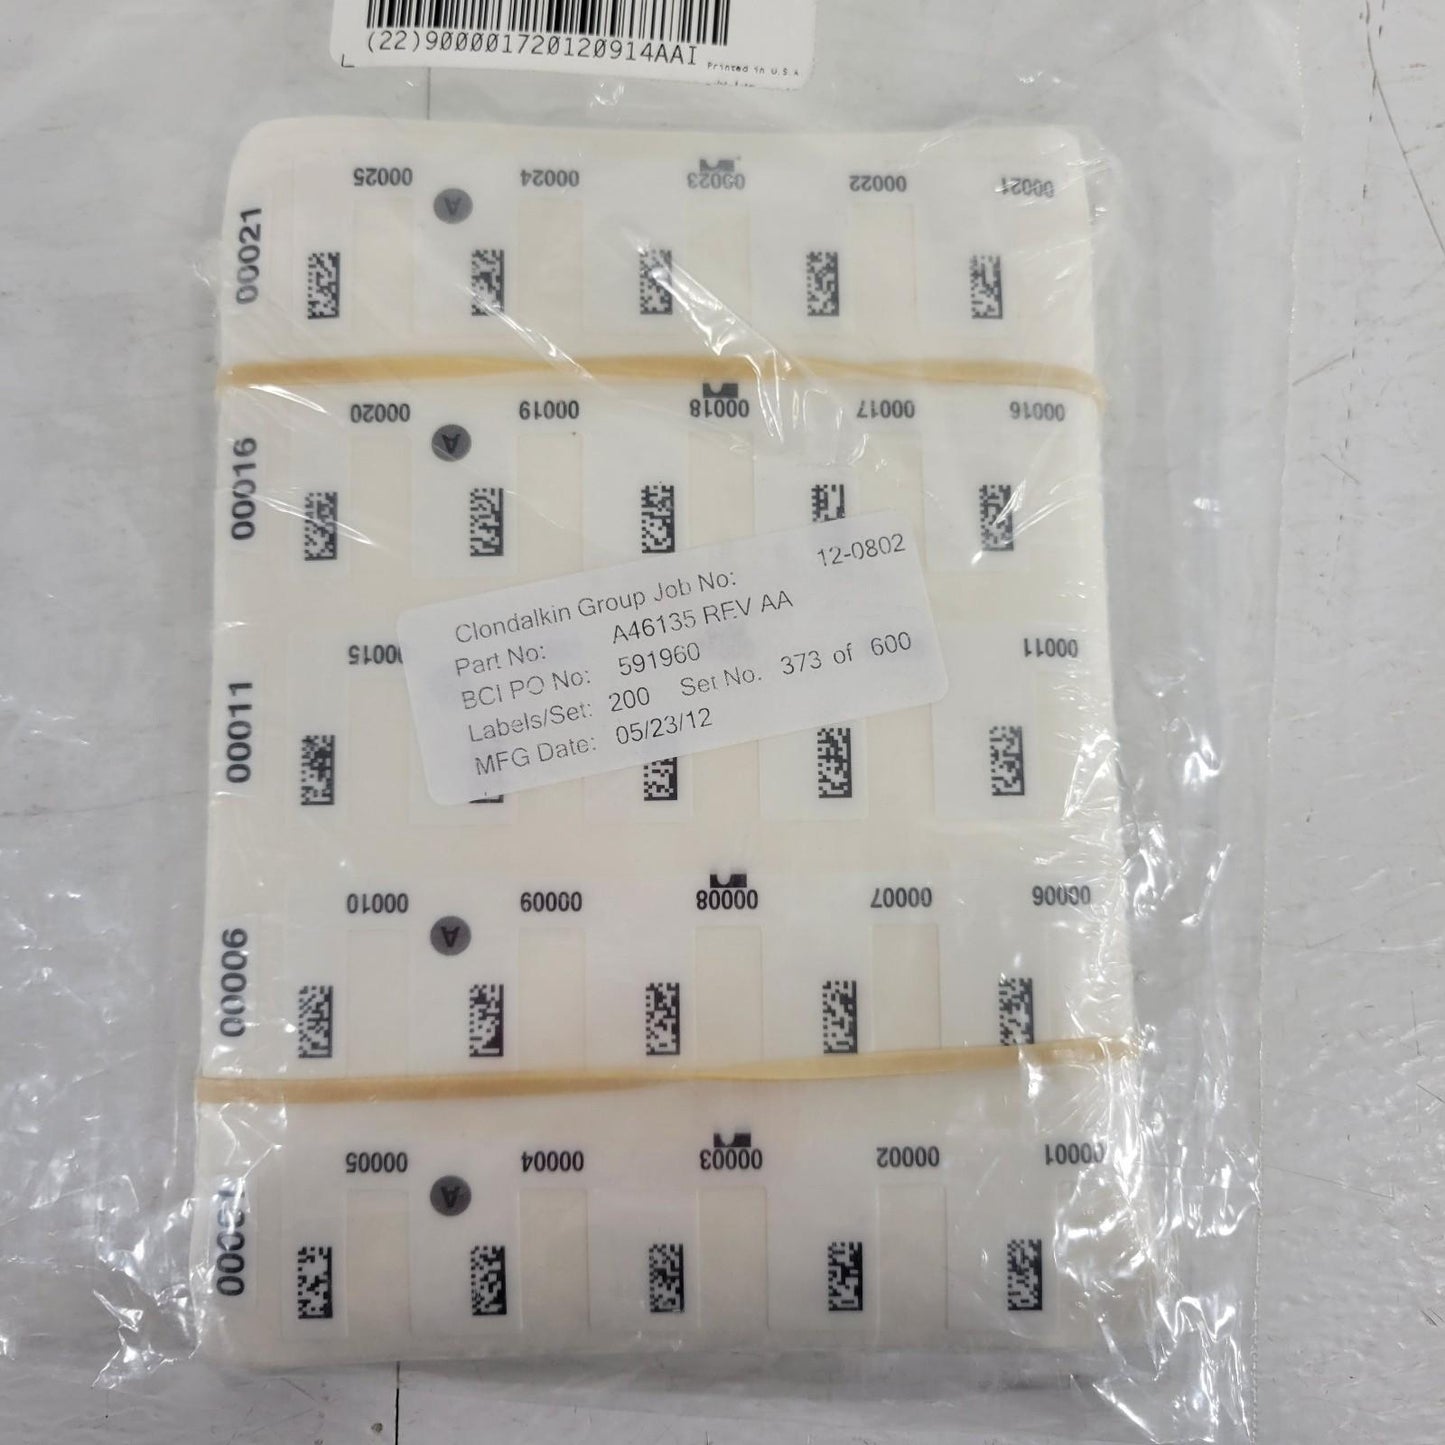 (22)900001720120914AAI
Printed in U.S.A
00025 00024 00023 00022 00021
A
00021
00020 00019 00018 00017 00016
A
00016
00015 00011
00011
Clondalkin Group Job No: 12-0802
Part No: A46135 REV AA
BCI PO No: 591960
Labels/Set: 200 Set No. 373 of 600
MFG Date: 05/23/12
00010 00009 00008 00007 00006
A
00006
00005 00004 00003 00002 00001
A
00001